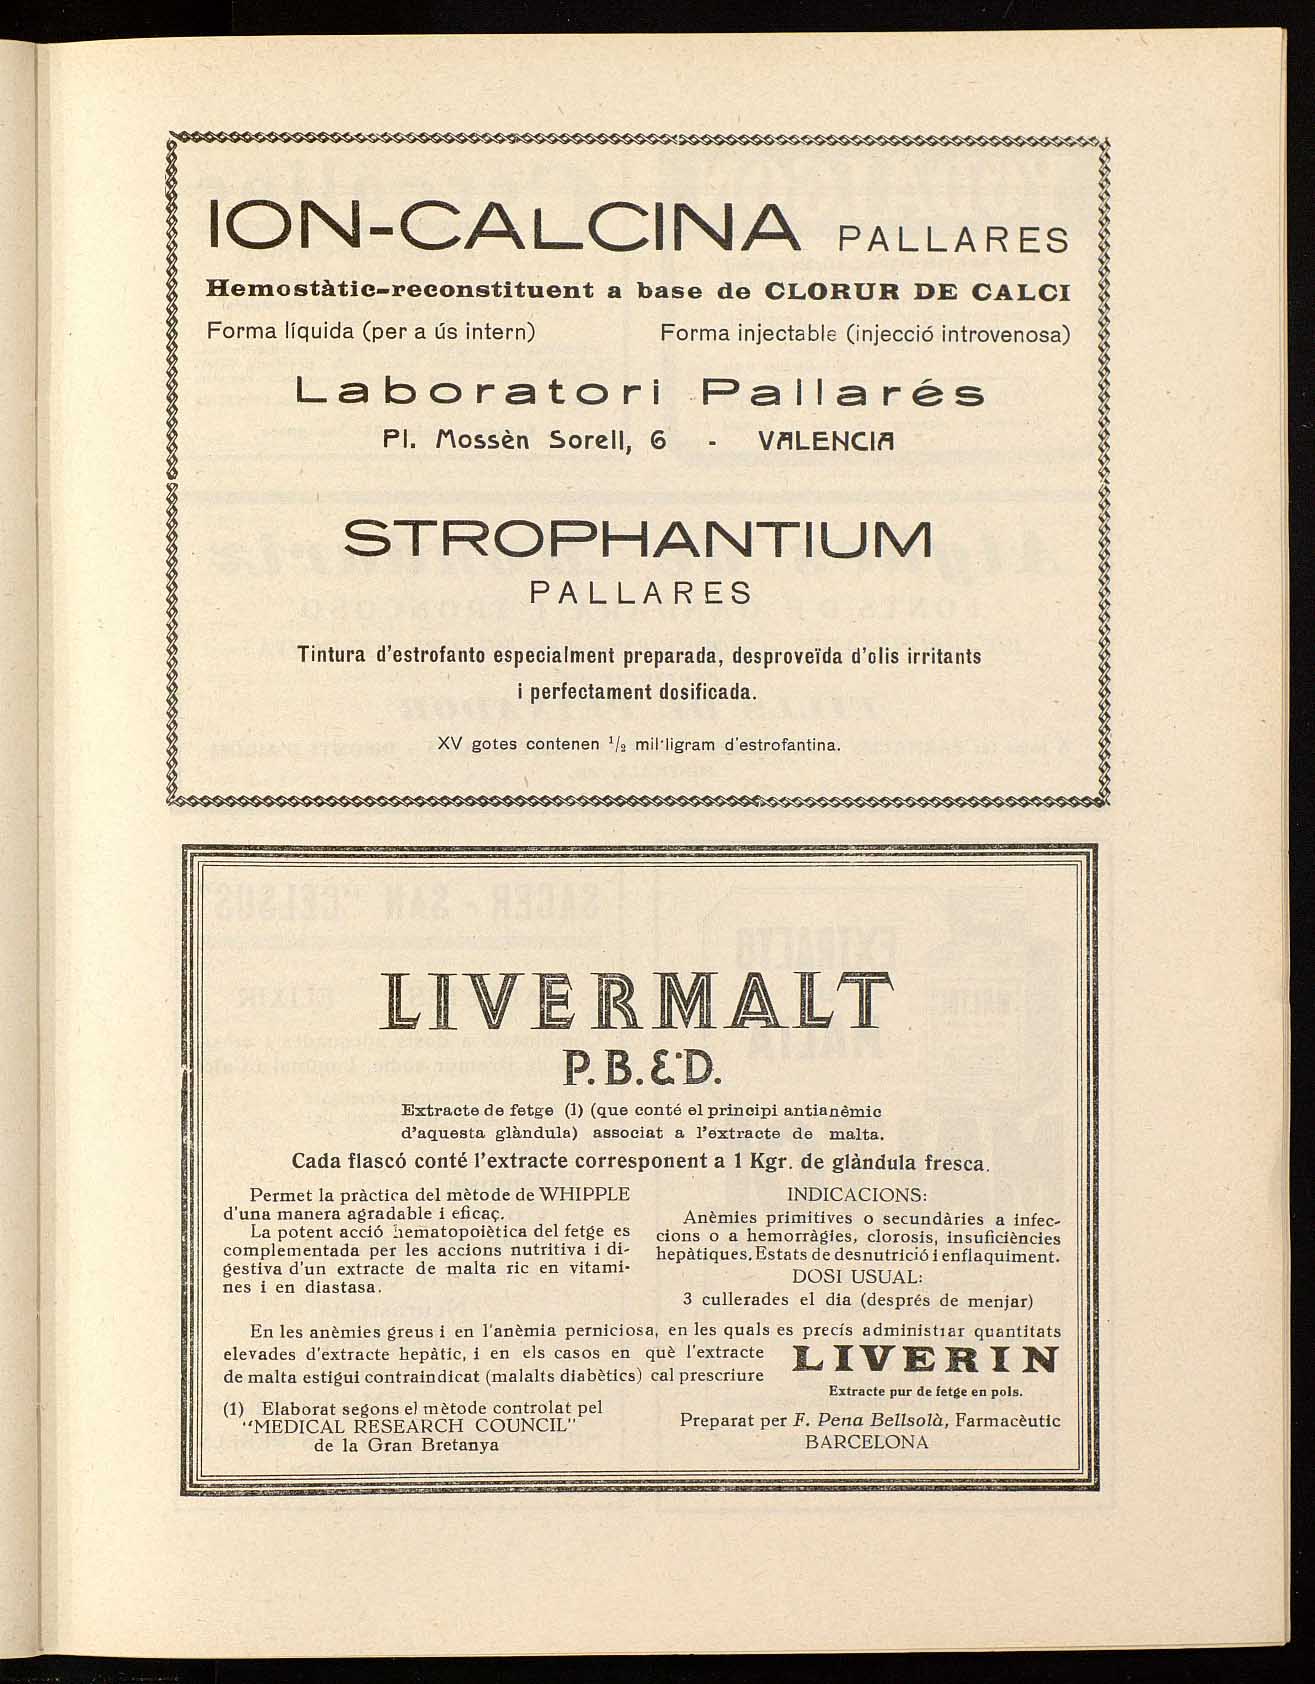 ION-CALCINA PALLARES
Hemostàtic-reconstituent a base de CLORUR DE CALCI
Forma líquida (per a ús intern) Forma injectable (injecció introvenosa)
Laboratori Pallarés
Pl. Mossèn Sorell, 6 - VALENCIA
STROPHANTIUM
PALLARES
Tintura d'estrofanto especialment preparada, desproveïda d'olis irritants
i perfectament dosificada.
XV gotes contenen 1/2 mil·ligram d'estrofantina.
LIVERMALT
P. B. & D.
Extracte de fetge (1) (que conté el principi antianèmic
d'aquesta glàndula) associat a l'extracte de malta.
Cada flascó conté l'extracte corresponent a 1 Kgr. de glàndula fresca.
Permet la pràctica del mètode de WHIPPLE
d'una manera agradable i eficaç.
La potent acció hematopoiètica del fetge es
complementada per les accions nutritiva i di-
gestiva d'un extracte de malta ric en vitami-
nes i en diastasa.
INDICACIONS:
Anèmies primitives o secundàries a infec-
cions o a hemorràgies, clorosis, insuficiències
hepàtiques. Estats de desnutrició i enflaquiment.
DOSI USUAL:
3 cullerades el dia (després de menjar)
En les anèmies greus i en l'anèmia perniciosa, en les quals es precís administrar quantitats
elevades d'extracte hepàtic, i en els casos en què l'extracte
de malta estigui contraindicat (malalts diabètics) cal prescriure
LIVERIN
Extracte pur de fetge en pols.
(1) Elaborat segons el mètode controlat pel
"MEDICAL RESEARCH COUNCIL"
de la Gran Bretanya
Preparat per F. Pena Bellsolà, Farmacèutic
BARCELONA